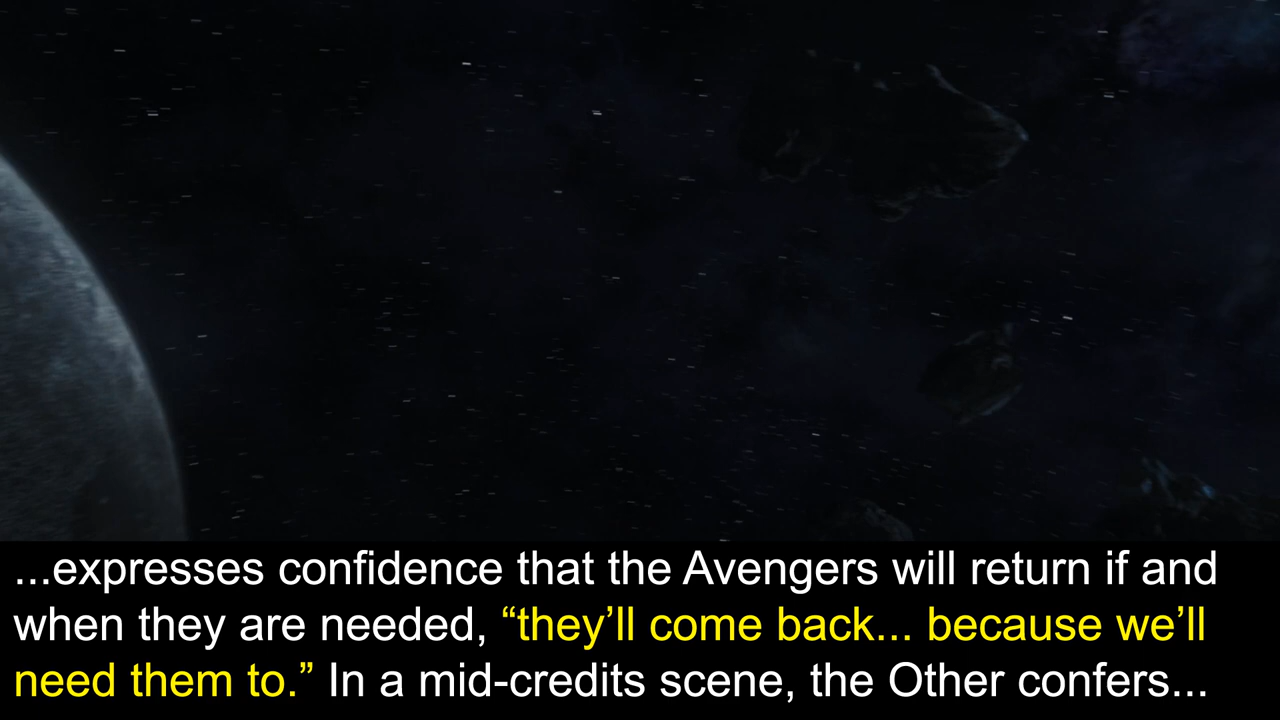 ...expresses confidence that the Avengers will return if and
when they are needed, “they’ll come back... because we’ll
need them to.” In a mid-credits scene, the Other confers...